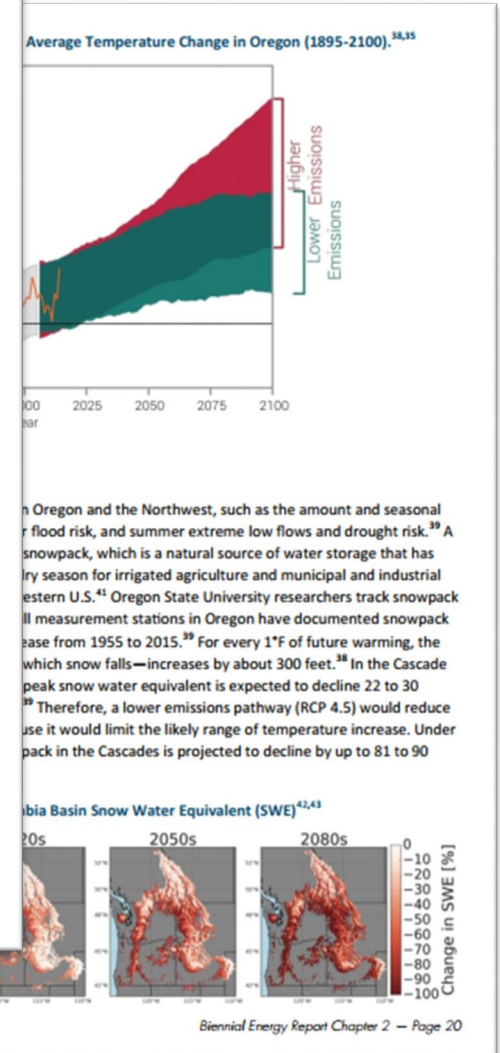 Average Temperature Change in Oregon (1895-2100).38,35
Higher
Emissions
Lower
Emissions
00 2025 2050 2075 2100
ear
n Oregon and the Northwest, such as the amount and seasonal
r flood risk, and summer extreme low flows and drought risk.39 A
snowpack, which is a natural source of water storage that has
dry season for irrigated agriculture and municipal and industrial
estern U.S.41 Oregon State University researchers track snowpack
ll measurement stations in Oregon have documented snowpack
ease from 1955 to 2015.39 For every 1°F of future warming, the
which snow falls—increases by about 300 feet.38 In the Cascade
peak snow water equivalent is expected to decline 22 to 30
39 Therefore, a lower emissions pathway (RCP 4.5) would reduce
use it would limit the likely range of temperature increase. Under
pack in the Cascades is projected to decline by up to 81 to 90
bia Basin Snow Water Equivalent (SWE)42,43
20s 2050s 2080s
0
−10
−20
−30
−40
−50
−60
−70
−80
−90
−100
Change in SWE [%]
Biennial Energy Report Chapter 2 — Page 20